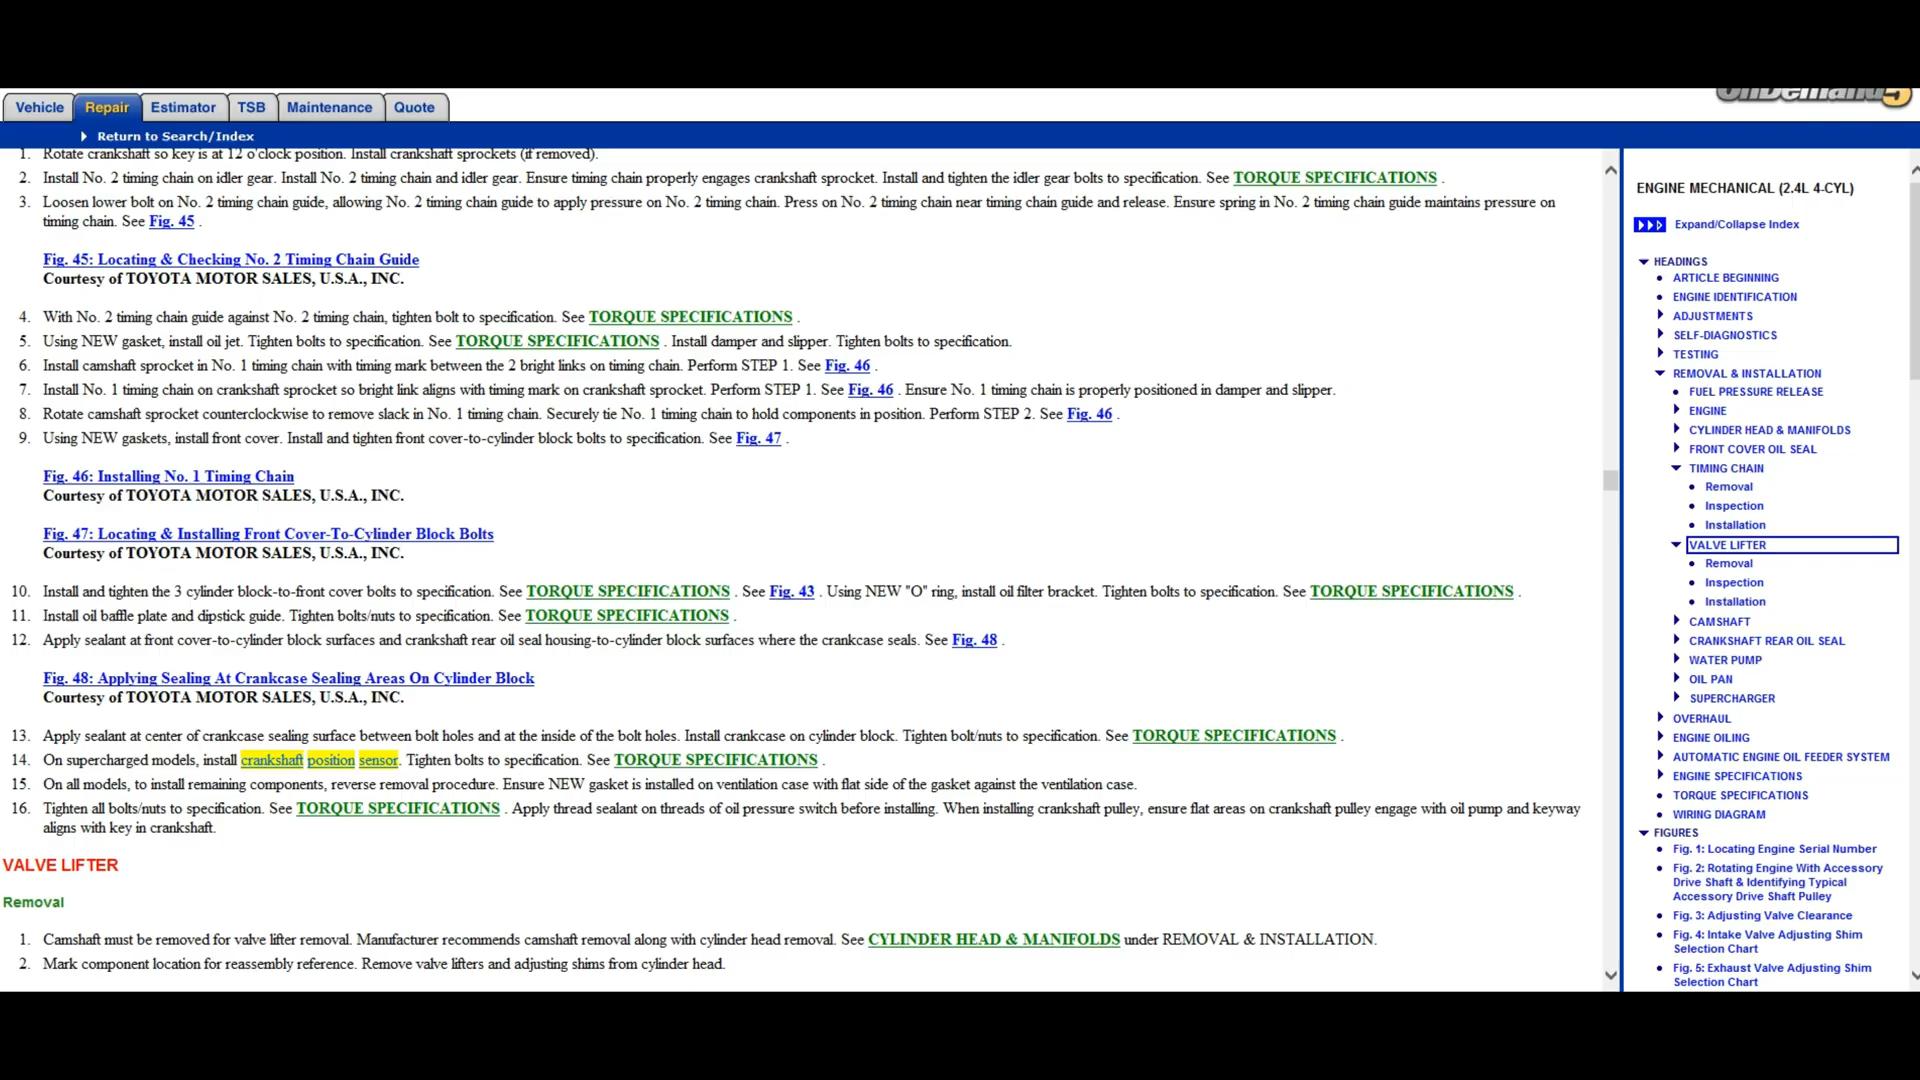 OnDemand5
Vehicle Repair Estimator TSB Maintenance Quote
Return to Search/Index
1. Rotate crankshaft so key is at 12 o'clock position. Install crankshaft sprockets (if removed).
2. Install No. 2 timing chain on idler gear. Install No. 2 timing chain and idler gear. Ensure timing chain properly engages crankshaft sprocket. Install and tighten the idler gear bolts to specification. See TORQUE SPECIFICATIONS .
3. Loosen lower bolt on No. 2 timing chain guide, allowing No. 2 timing chain guide to apply pressure on No. 2 timing chain. Press on No. 2 timing chain near timing chain guide and release. Ensure spring in No. 2 timing chain guide maintains pressure on
timing chain. See Fig. 45 .
Fig. 45: Locating & Checking No. 2 Timing Chain Guide
Courtesy of TOYOTA MOTOR SALES, U.S.A., INC.
4. With No. 2 timing chain guide against No. 2 timing chain, tighten bolt to specification. See TORQUE SPECIFICATIONS .
5. Using NEW gasket, install oil jet. Tighten bolts to specification. See TORQUE SPECIFICATIONS . Install damper and slipper. Tighten bolts to specification.
6. Install camshaft sprocket in No. 1 timing chain with timing mark between the 2 bright links on timing chain. Perform STEP 1. See Fig. 46 .
7. Install No. 1 timing chain on crankshaft sprocket so bright link aligns with timing mark on crankshaft sprocket. Perform STEP 1. See Fig. 46 . Ensure No. 1 timing chain is properly positioned in damper and slipper.
8. Rotate camshaft sprocket counterclockwise to remove slack in No. 1 timing chain. Securely tie No. 1 timing chain to hold components in position. Perform STEP 2. See Fig. 46 .
9. Using NEW gaskets, install front cover. Install and tighten front cover-to-cylinder block bolts to specification. See Fig. 47 .
Fig. 46: Installing No. 1 Timing Chain
Courtesy of TOYOTA MOTOR SALES, U.S.A., INC.
Fig. 47: Locating & Installing Front Cover-To-Cylinder Block Bolts
Courtesy of TOYOTA MOTOR SALES, U.S.A., INC.
10. Install and tighten the 3 cylinder block-to-front cover bolts to specification. See TORQUE SPECIFICATIONS . See Fig. 43 . Using NEW "O" ring, install oil filter bracket. Tighten bolts to specification. See TORQUE SPECIFICATIONS .
11. Install oil baffle plate and dipstick guide. Tighten bolts/nuts to specification. See TORQUE SPECIFICATIONS .
12. Apply sealant at front cover-to-cylinder block surfaces and crankshaft rear oil seal housing-to-cylinder block surfaces where the crankcase seals. See Fig. 48 .
Fig. 48: Applying Sealing At Crankcase Sealing Areas On Cylinder Block
Courtesy of TOYOTA MOTOR SALES, U.S.A., INC.
13. Apply sealant at center of crankcase sealing surface between bolt holes and at the inside of the bolt holes. Install crankcase on cylinder block. Tighten bolt/nuts to specification. See TORQUE SPECIFICATIONS .
14. On supercharged models, install crankshaft position sensor. Tighten bolts to specification. See TORQUE SPECIFICATIONS .
15. On all models, to install remaining components, reverse removal procedure. Ensure NEW gasket is installed on ventilation case with flat side of the gasket against the ventilation case.
16. Tighten all bolts/nuts to specification. See TORQUE SPECIFICATIONS . Apply thread sealant on threads of oil pressure switch before installing. When installing crankshaft pulley, ensure flat areas on crankshaft pulley engage with oil pump and keyway
aligns with key in crankshaft.
VALVE LIFTER
Removal
1. Camshaft must be removed for valve lifter removal. Manufacturer recommends camshaft removal along with cylinder head removal. See CYLINDER HEAD & MANIFOLDS under REMOVAL & INSTALLATION.
2. Mark component location for reassembly reference. Remove valve lifters and adjusting shims from cylinder head.
ENGINE MECHANICAL (2.4L 4-CYL)
Expand/Collapse Index
HEADINGS
ARTICLE BEGINNING
ENGINE IDENTIFICATION
ADJUSTMENTS
SELF-DIAGNOSTICS
TESTING
REMOVAL & INSTALLATION
FUEL PRESSURE RELEASE
ENGINE
CYLINDER HEAD & MANIFOLDS
FRONT COVER OIL SEAL
TIMING CHAIN
Removal
Inspection
Installation
VALVE LIFTER
Removal
Inspection
Installation
CAMSHAFT
CRANKSHAFT REAR OIL SEAL
WATER PUMP
OIL PAN
SUPERCHARGER
OVERHAUL
ENGINE OILING
AUTOMATIC ENGINE OIL FEEDER SYSTEM
ENGINE SPECIFICATIONS
TORQUE SPECIFICATIONS
WIRING DIAGRAM
FIGURES
Fig. 1: Locating Engine Serial Number
Fig. 2: Rotating Engine With Accessory
Drive Shaft & Identifying Typical
Accessory Drive Shaft Pulley
Fig. 3: Adjusting Valve Clearance
Fig. 4: Intake Valve Adjusting Shim
Selection Chart
Fig. 5: Exhaust Valve Adjusting Shim
Selection Chart